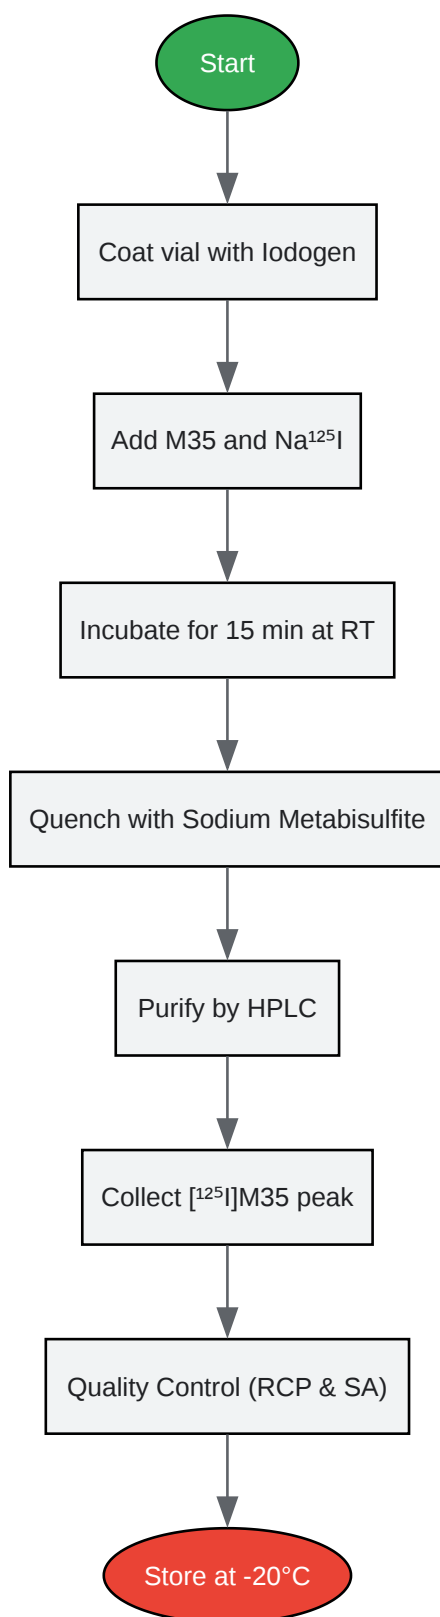 Start
Coat vial with Iodogen
Add M35 and Na¹²⁵I
Incubate for 15 min at RT
Quench with Sodium Metabisulfite
Purify by HPLC
Collect [¹²⁵I]M35 peak
Quality Control (RCP & SA)
Store at -20°C